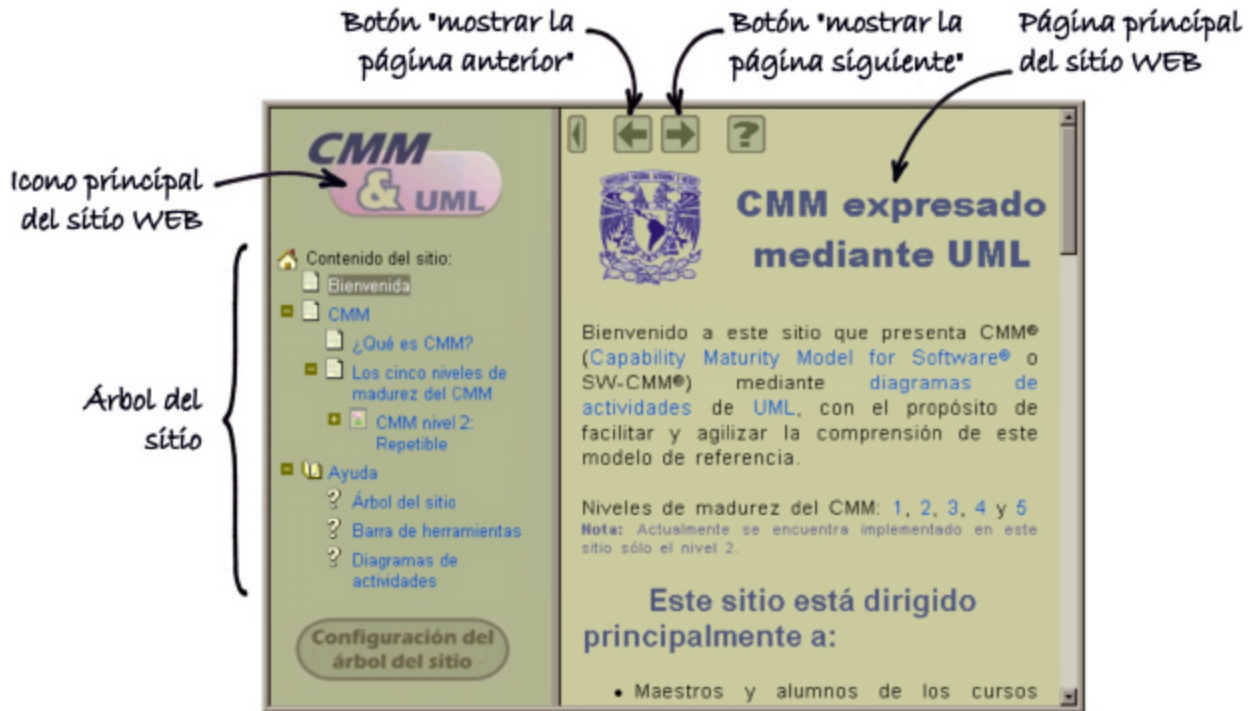 Botón "mostrar la
página anterior"
Botón "mostrar la
página siguiente"
Página principal
del sitio WEB
Icono principal
del sitio WEB
Árbol del
sitio
CMM
& UML
Contenido del sitio:
Bienvenida
CMM
¿Qué es CMM?
Los cinco niveles de
madurez del CMM
CMM nivel 2:
Repetible
Ayuda
? Árbol del sitio
? Barra de herramientas
? Diagramas de
actividades
Configuración del
árbol del sitio
?
CMM expresado
mediante UML
Bienvenido a este sitio que presenta CMM®
(Capability Maturity Model for Software® o
SW-CMM®) mediante diagramas de
actividades de UML, con el propósito de
facilitar y agilizar la comprensión de este
modelo de referencia.
Niveles de madurez del CMM: 1, 2, 3, 4 y 5
Nota: Actualmente se encuentra implementado en este
sitio sólo el nivel 2.
Este sitio está dirigido
principalmente a:
• Maestros y alumnos de los cursos